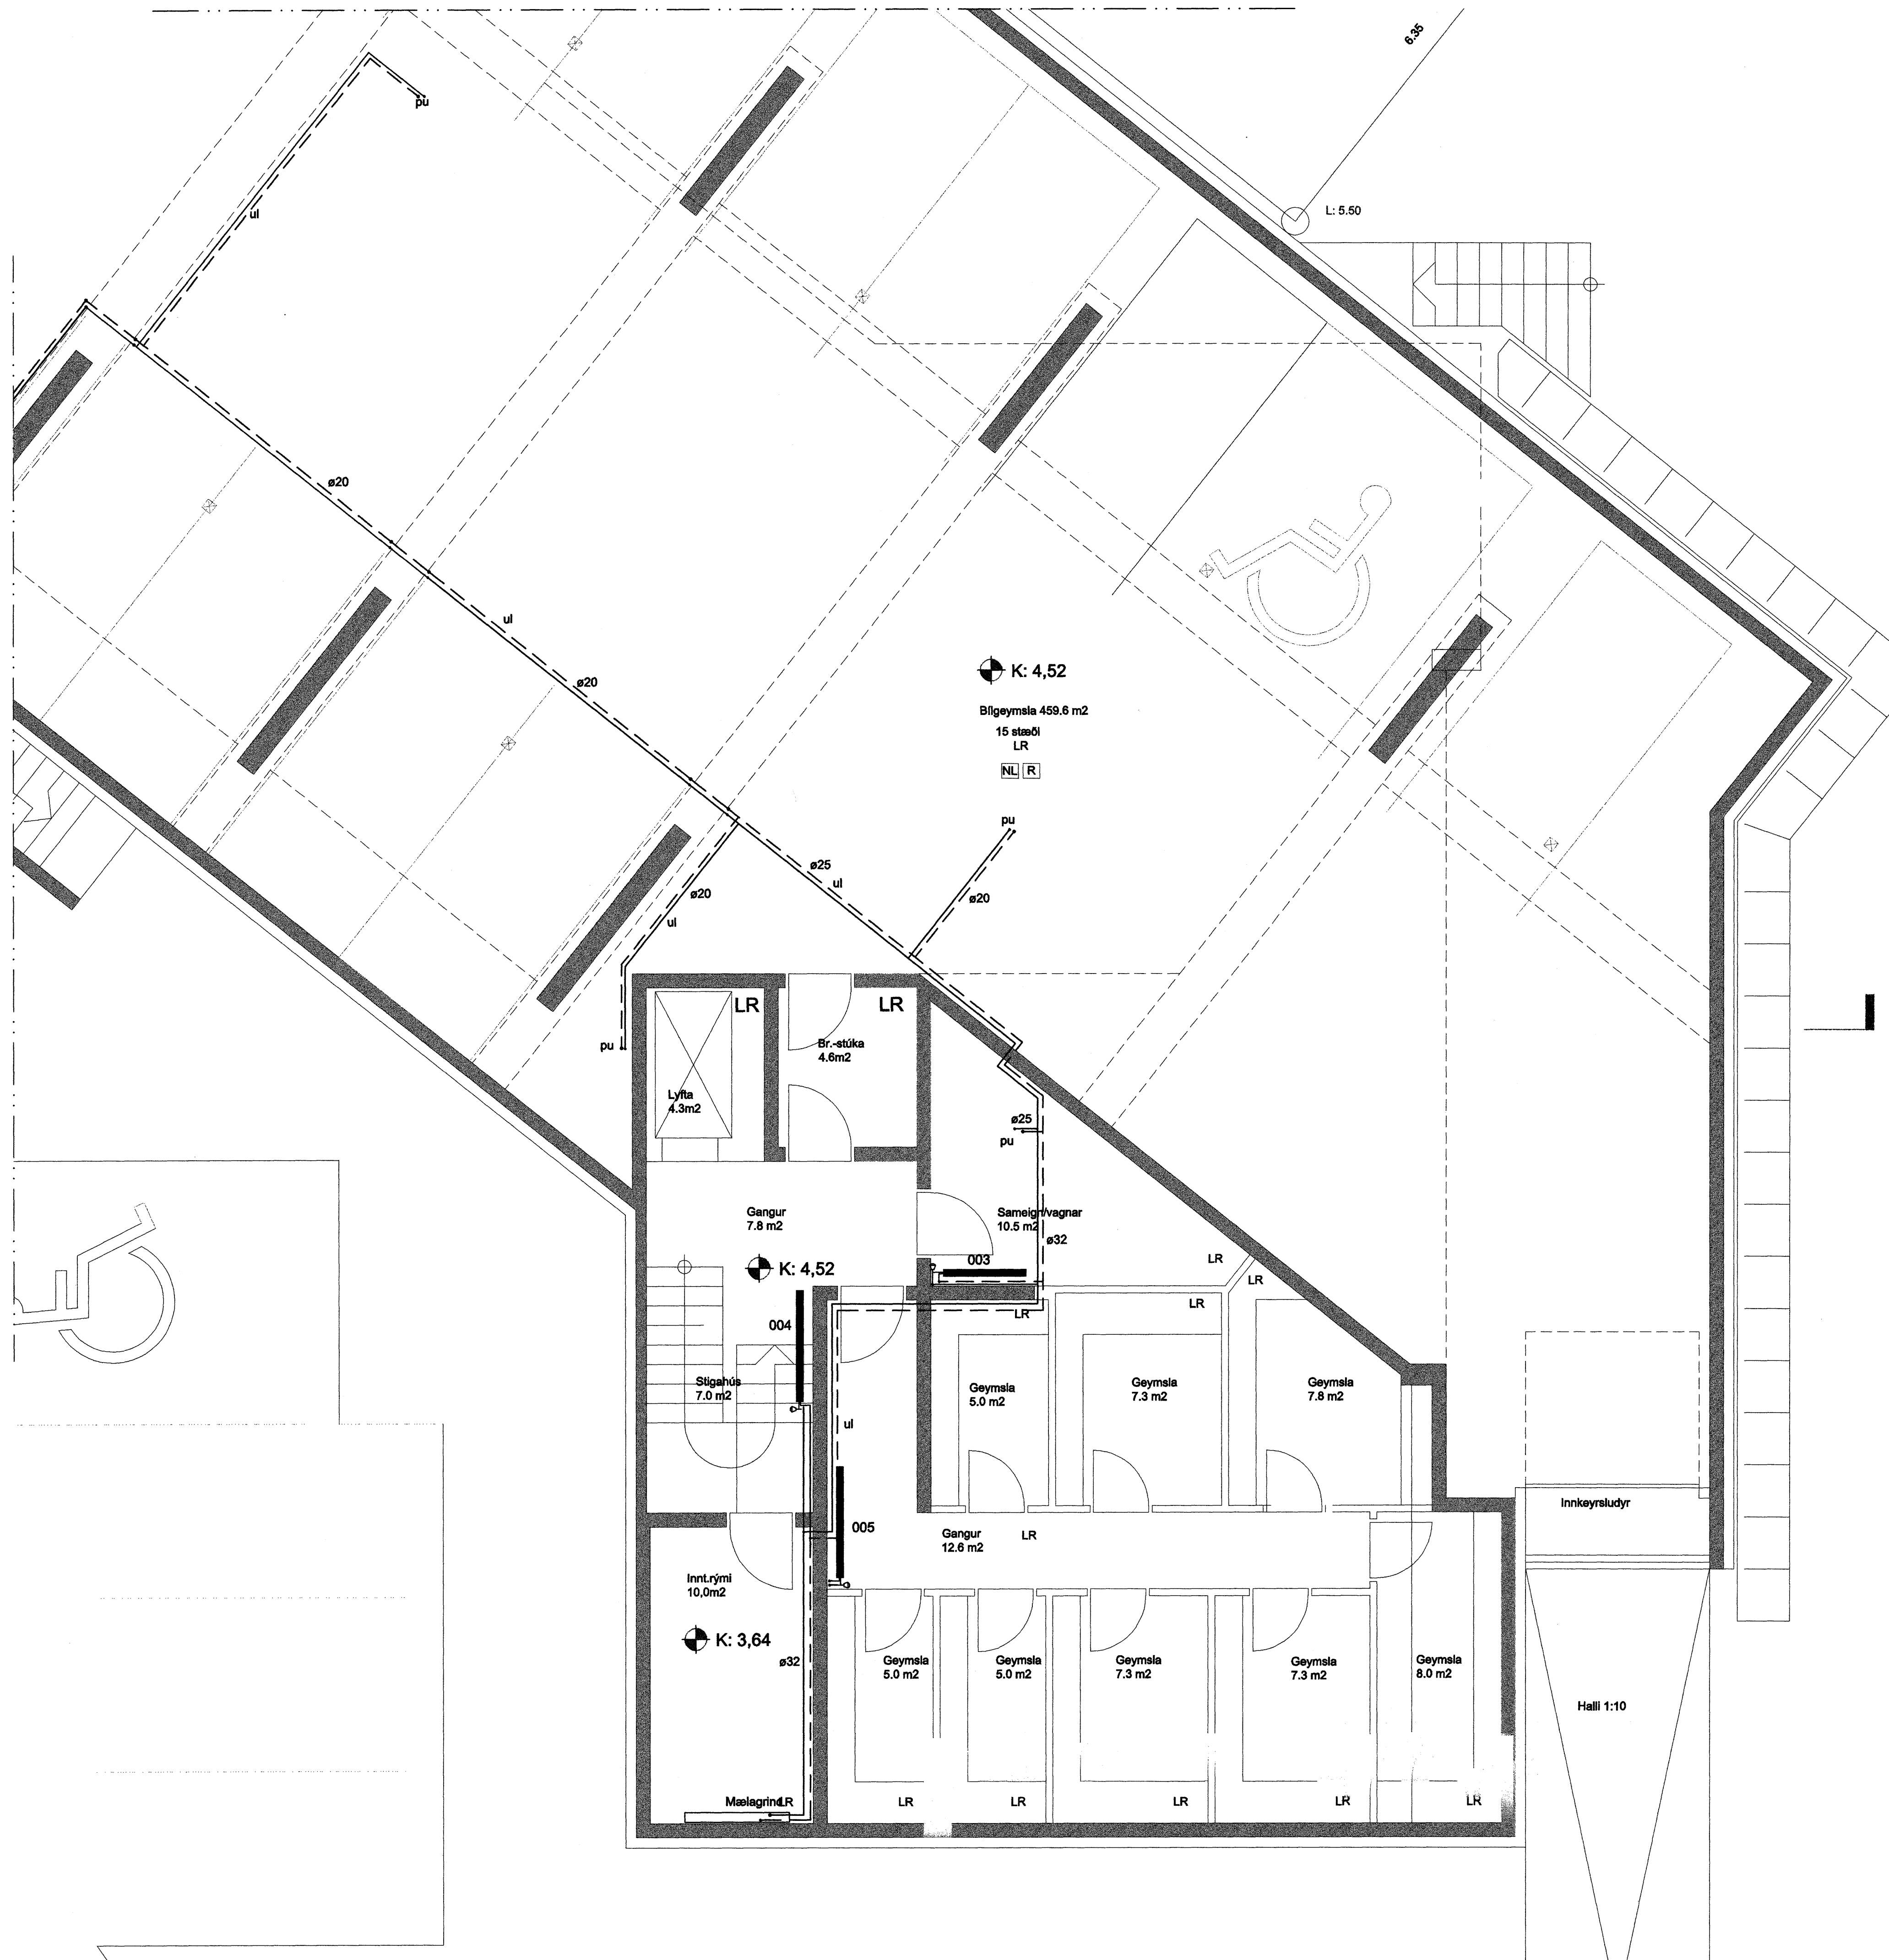 6.35
pu
L: 5.50
ul
ø20
ul
K: 4,52
ø20
Bílgeymsla 459.6 m2
15 stæði
LR
NL R
pu
ø25
ul
ø20
ø20
ul
LR
LR
Br.-stúka
4.6m2
pu
Lyfta
4.3m2
ø25
pu
Gangur
7.8 m2
Sameign/vagnar
10.5 m2
ø32
LR
003
K: 4,52
LR
LR
LR
004
Stigahús
7.0 m2
Geymsla
5.0 m2
Geymsla
7.3 m2
Geymsla
7.8 m2
ul
Innkeyrsludyr
005
Gangur
12.6 m2
LR
Innt.rými
10,0m2
K: 3,64
ø32
Geymsla
5.0 m2
Geymsla
5.0 m2
Geymsla
7.3 m2
Geymsla
7.3 m2
Geymsla
8.0 m2
Halli 1:10
Mælagrind
LR
LR
LR
LR
LR
LR